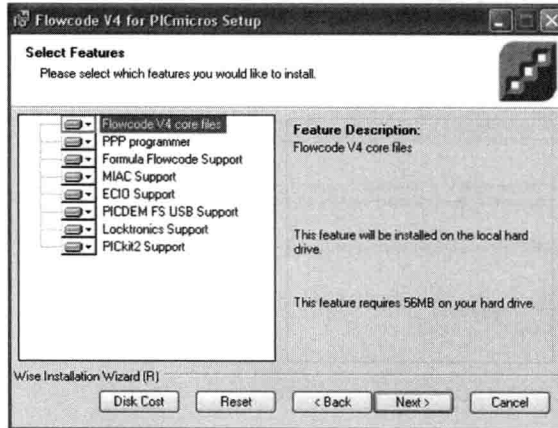 Flowcode V4 for PICmicros Setup
Select Features
Please select which features you would like to install.
Flowcode V4 core files
PPP programmer
Formula Flowcode Support
MIAC Support
ECIO Support
PICDEM FS USB Support
Locktronics Support
PICkit2 Support
Feature Description:
Flowcode V4 core files
This feature will be installed on the local hard
drive.
This feature requires 56MB on your hard drive.
Wise Installation Wizard (R)
Disk Cost Reset < Back Next > Cancel